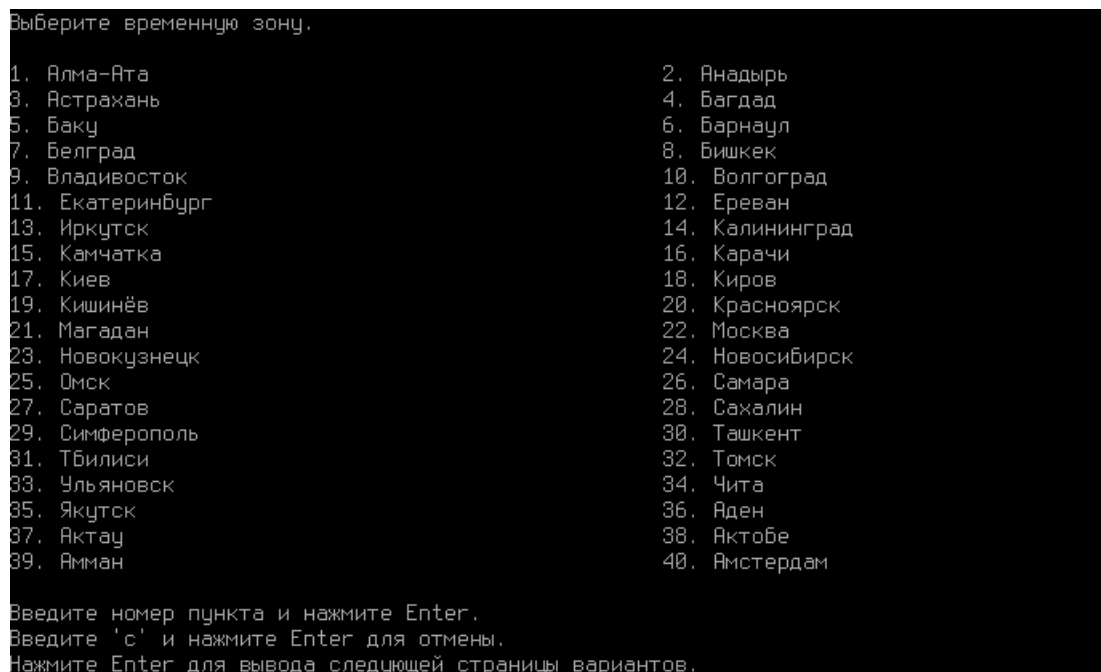 Выберите временную зону.
1. Алма-Ата 2. Анадырь
3. Астрахань 4. Багдад
5. Баку 6. Барнаул
7. Белград 8. Бишкек
9. Владивосток 10. Волгоград
11. Екатеринбург 12. Ереван
13. Иркутск 14. Калининград
15. Камчатка 16. Карачи
17. Киев 18. Киров
19. Кишинёв 20. Красноярск
21. Магадан 22. Москва
23. Новокузнецк 24. Новосибирск
25. Омск 26. Самара
27. Саратов 28. Сахалин
29. Симферополь 30. Ташкент
31. Тбилиси 32. Томск
33. Ульяновск 34. Чита
35. Якутск 36. Аден
37. Актау 38. Актобе
39. Амман 40. Амстердам
Введите номер пункта и нажмите Enter.
Введите 'c' и нажмите Enter для отмены.
Нажмите Enter для вывода следующей страницы вариантов.